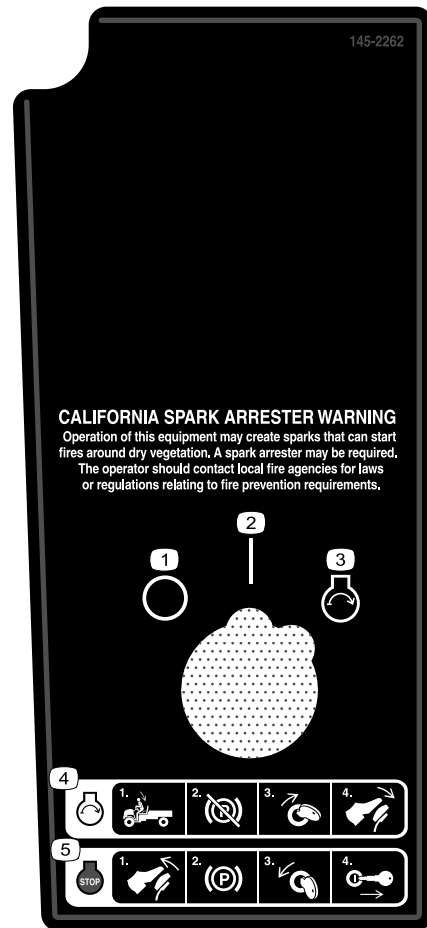 145-2262
CALIFORNIA SPARK ARRESTER WARNING
Operation of this equipment may create sparks that can start
fires around dry vegetation. A spark arrester may be required.
The operator should contact local fire agencies for laws
or regulations relating to fire prevention requirements.
2
1
3
4
1. 2. P 3. 4.
5
STOP 1. 2. P 3. 4.